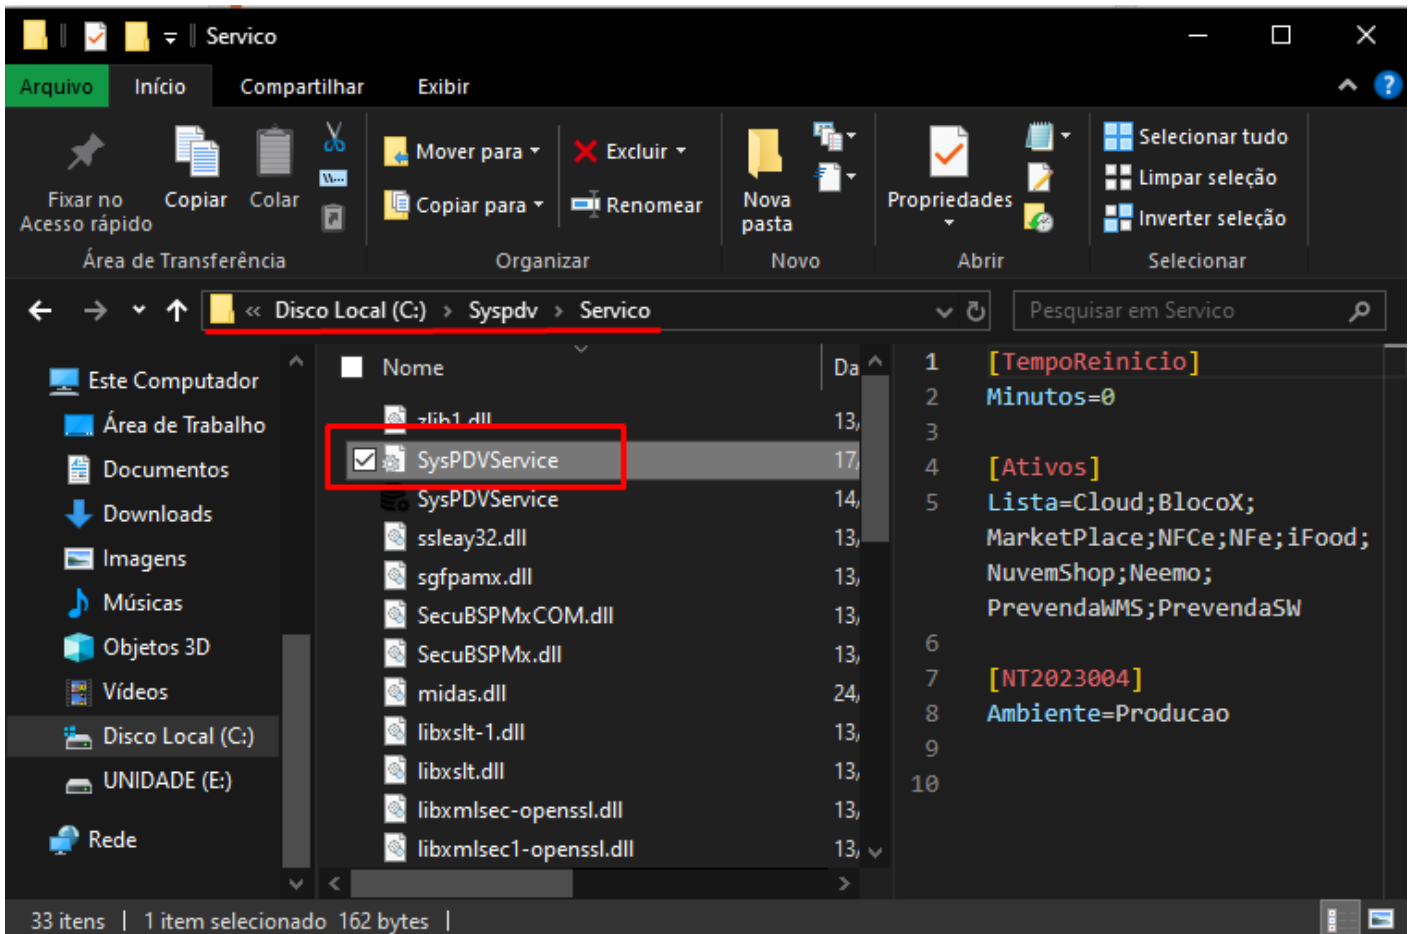 Servico
Arquivo Início Compartilhar Exibir
Fixar no
Acesso rápido
Copiar
Colar
Mover para
Copiar para
Excluir
Renomear
Nova
pasta
Propriedades
Selecionar tudo
Limpar seleção
Inverter seleção
Área de Transferência Organizar Novo Abrir Selecionar
« Disco Local (C:) > Syspdv > Servico
Pesquisar em Servico
Este Computador
Área de Trabalho
Documentos
Downloads
Imagens
Músicas
Objetos 3D
Vídeos
Disco Local (C:)
UNIDADE (E:)
Rede
Nome Da
zlib1.dll 13/
SysPDVService 17/
SysPDVService 14/
ssleay32.dll 13/
sgfpamx.dll 13/
SecuBSPMxCOM.dll 13/
SecuBSPMx.dll 13/
midas.dll 24/
libxslt-1.dll 13/
libxslt.dll 13/
libxmlsec-openssl.dll 13/
libxmlsec1-openssl.dll 13/
1 [TempoReinicio]
2 Minutos=0
3
4 [Ativos]
5 Lista=Cloud;BlocoX;
MarketPlace;NFCe;NFe;iFood;
NuvemShop;Neemo;
PrevendaWMS;PrevendaSW
6
7 [NT2023004]
8 Ambiente=Producao
9
10
33 itens 1 item selecionado 162 bytes